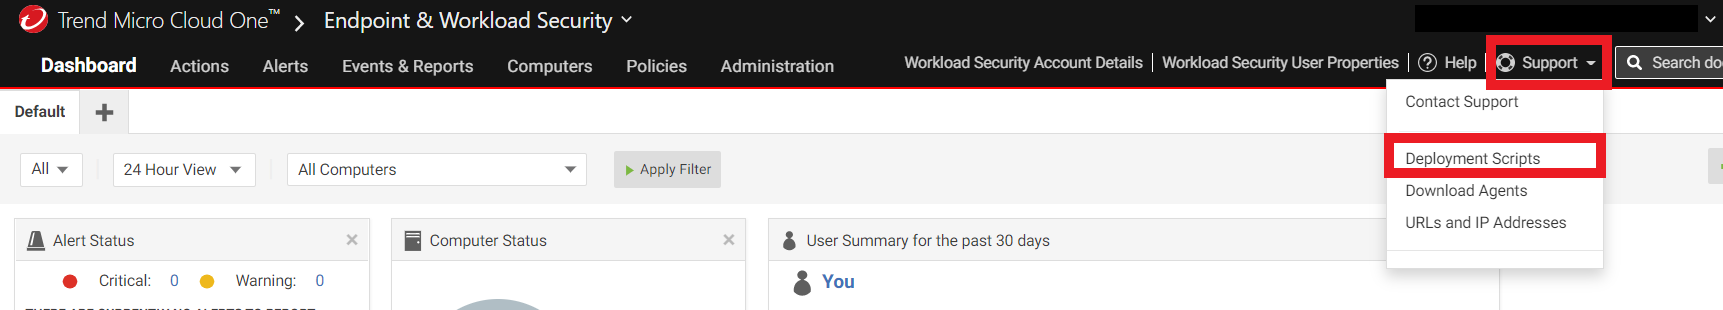 Trend Micro Cloud One™ > Endpoint & Workload Security
Dashboard Actions Alerts Events & Reports Computers Policies Administration Workload Security Account Details Workload Security User Properties Help Support Search do
Contact Support
Default +
Deployment Scripts
All 24 Hour View All Computers Apply Filter
Download Agents
URLs and IP Addresses
Alert Status Computer Status User Summary for the past 30 days
Critical: 0 Warning: 0 You